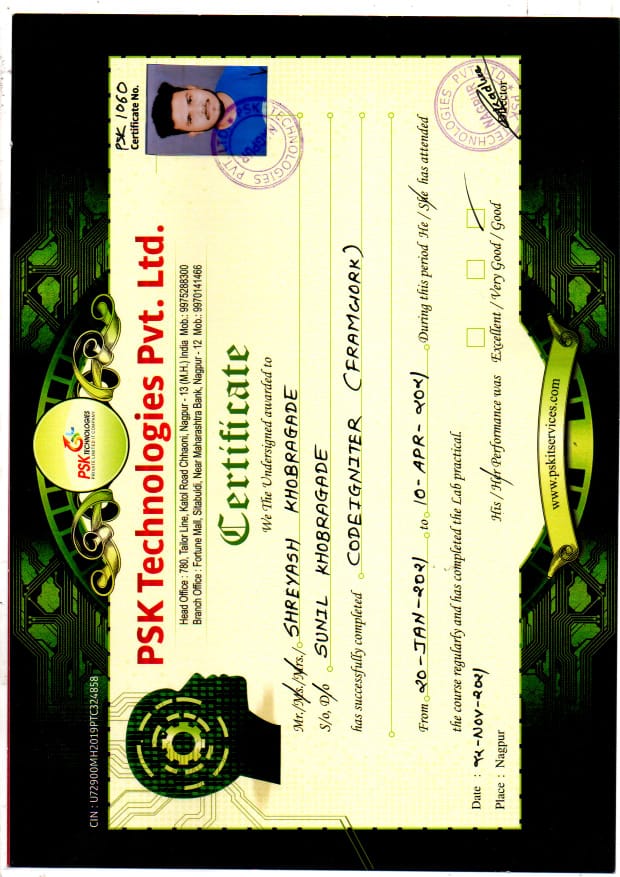 CIN : U72900MH2019PTC324858
PSK TECHNOLOGIES
PRIVATE LIMITED IT COMPANY
PSK 1060
Certificate No.
PSK Technologies Pvt. Ltd.
Head Office : 780, Tailor Line, Katol Road Chhaoni, Nagpur - 13 (M.H.) India Mob.: 9975288300
Branch Office : Fortune Mall, Sitabuldi, Near Maharashtra Bank, Nagpur - 12 Mob.: 9970141466
Certificate
We The Undersigned awarded to
Mr./Ms./Mrs./ SHREYASH KHOBRAGADE
S/o, D/o SUNIL KHOBRAGADE
has successfully completed CODEIGNITER (FRAMWORK)
From 20-JAN-2021 to 10-APR-2021 During this period He / She has attended
the course regularly and has completed the Lab practical.
Date : -NOV-2021
Place : Nagpur
His / Her Performance was Excellent / Very Good / Good
Director
PSK TECHNOLOGIES PVT. LTD.
NAGPUR
TECHNOLOGIES PVT.
NAGPUR
PSK
www.pskitservices.com